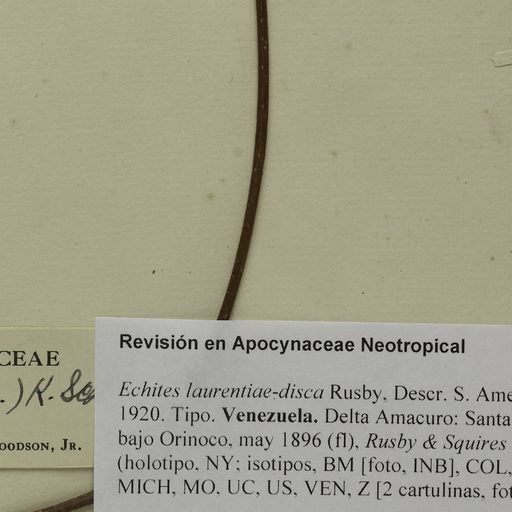 CEAE
.) K. Sc
OODSON, JR.
Revisión en Apocynaceae Neotropical
Echites laurentiae-disca Rusby, Descr. S. Ame
1920. Tipo. Venezuela. Delta Amacuro: Santa
bajo Orinoco, may 1896 (fl), Rusby & Squires
(holotipo, NY; isotipos, BM [foto, INB], COL,
MICH, MO, UC, US, VEN, Z [2 cartulinas, fot